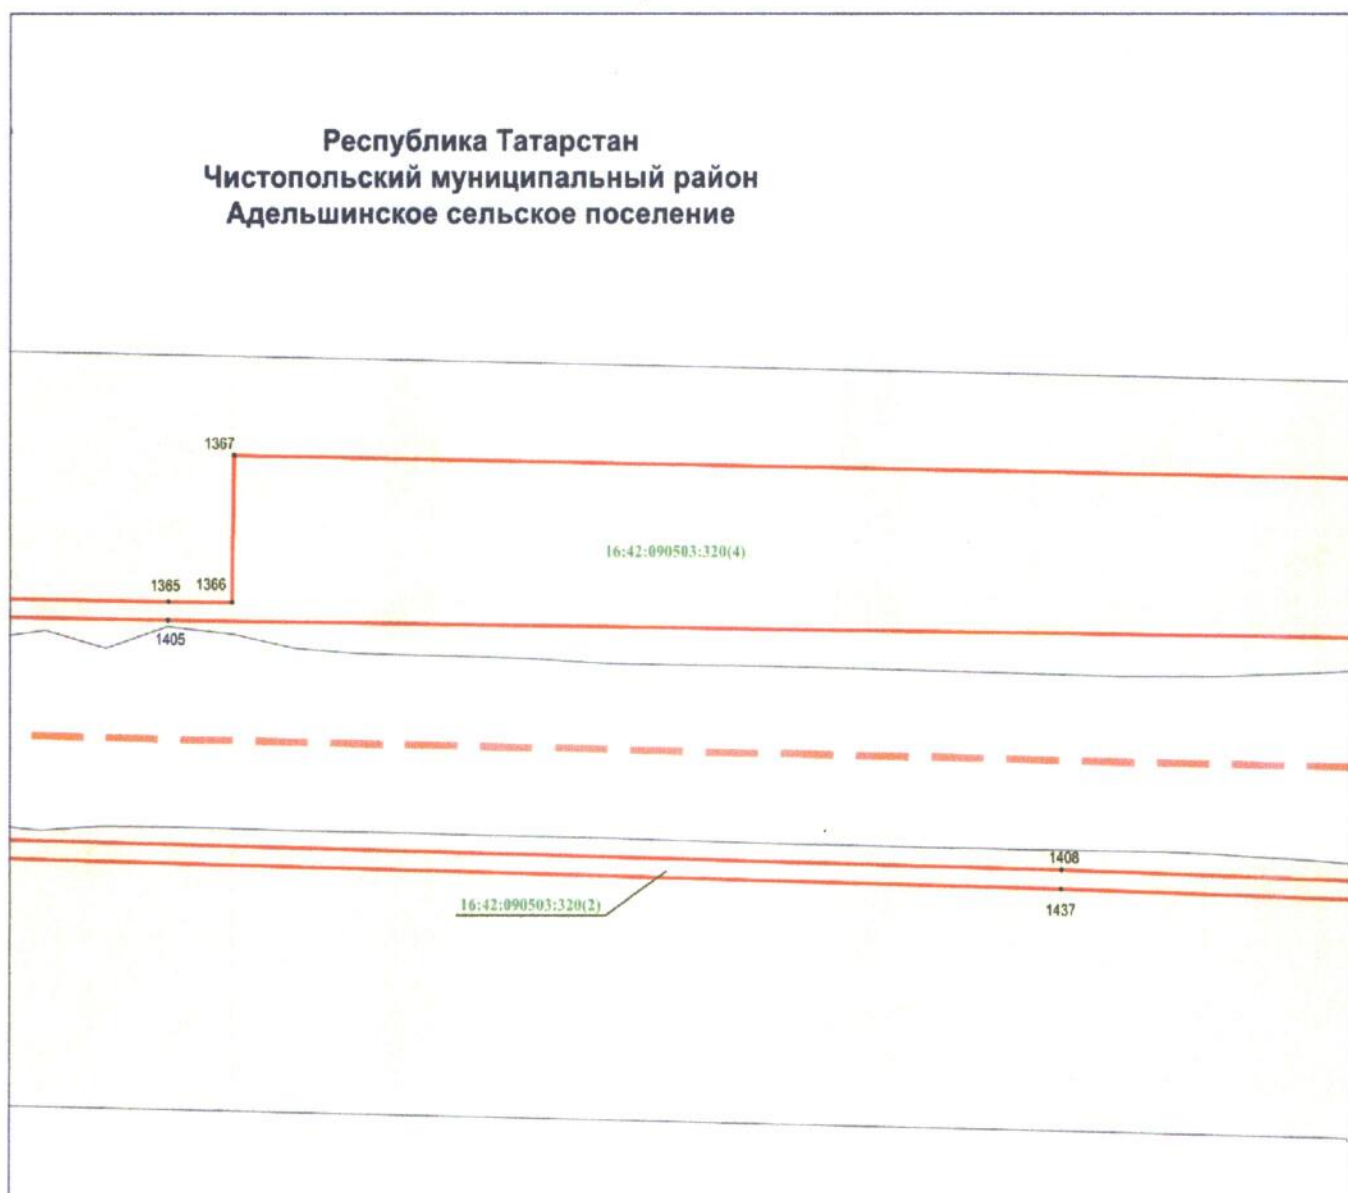 Республика Татарстан
Чистопольский муниципальный район
Адельшинское сельское поселение
1367
16:42:090503:320(4)
1365
1366
1405
1408
16:42:090503:320(2)
1437